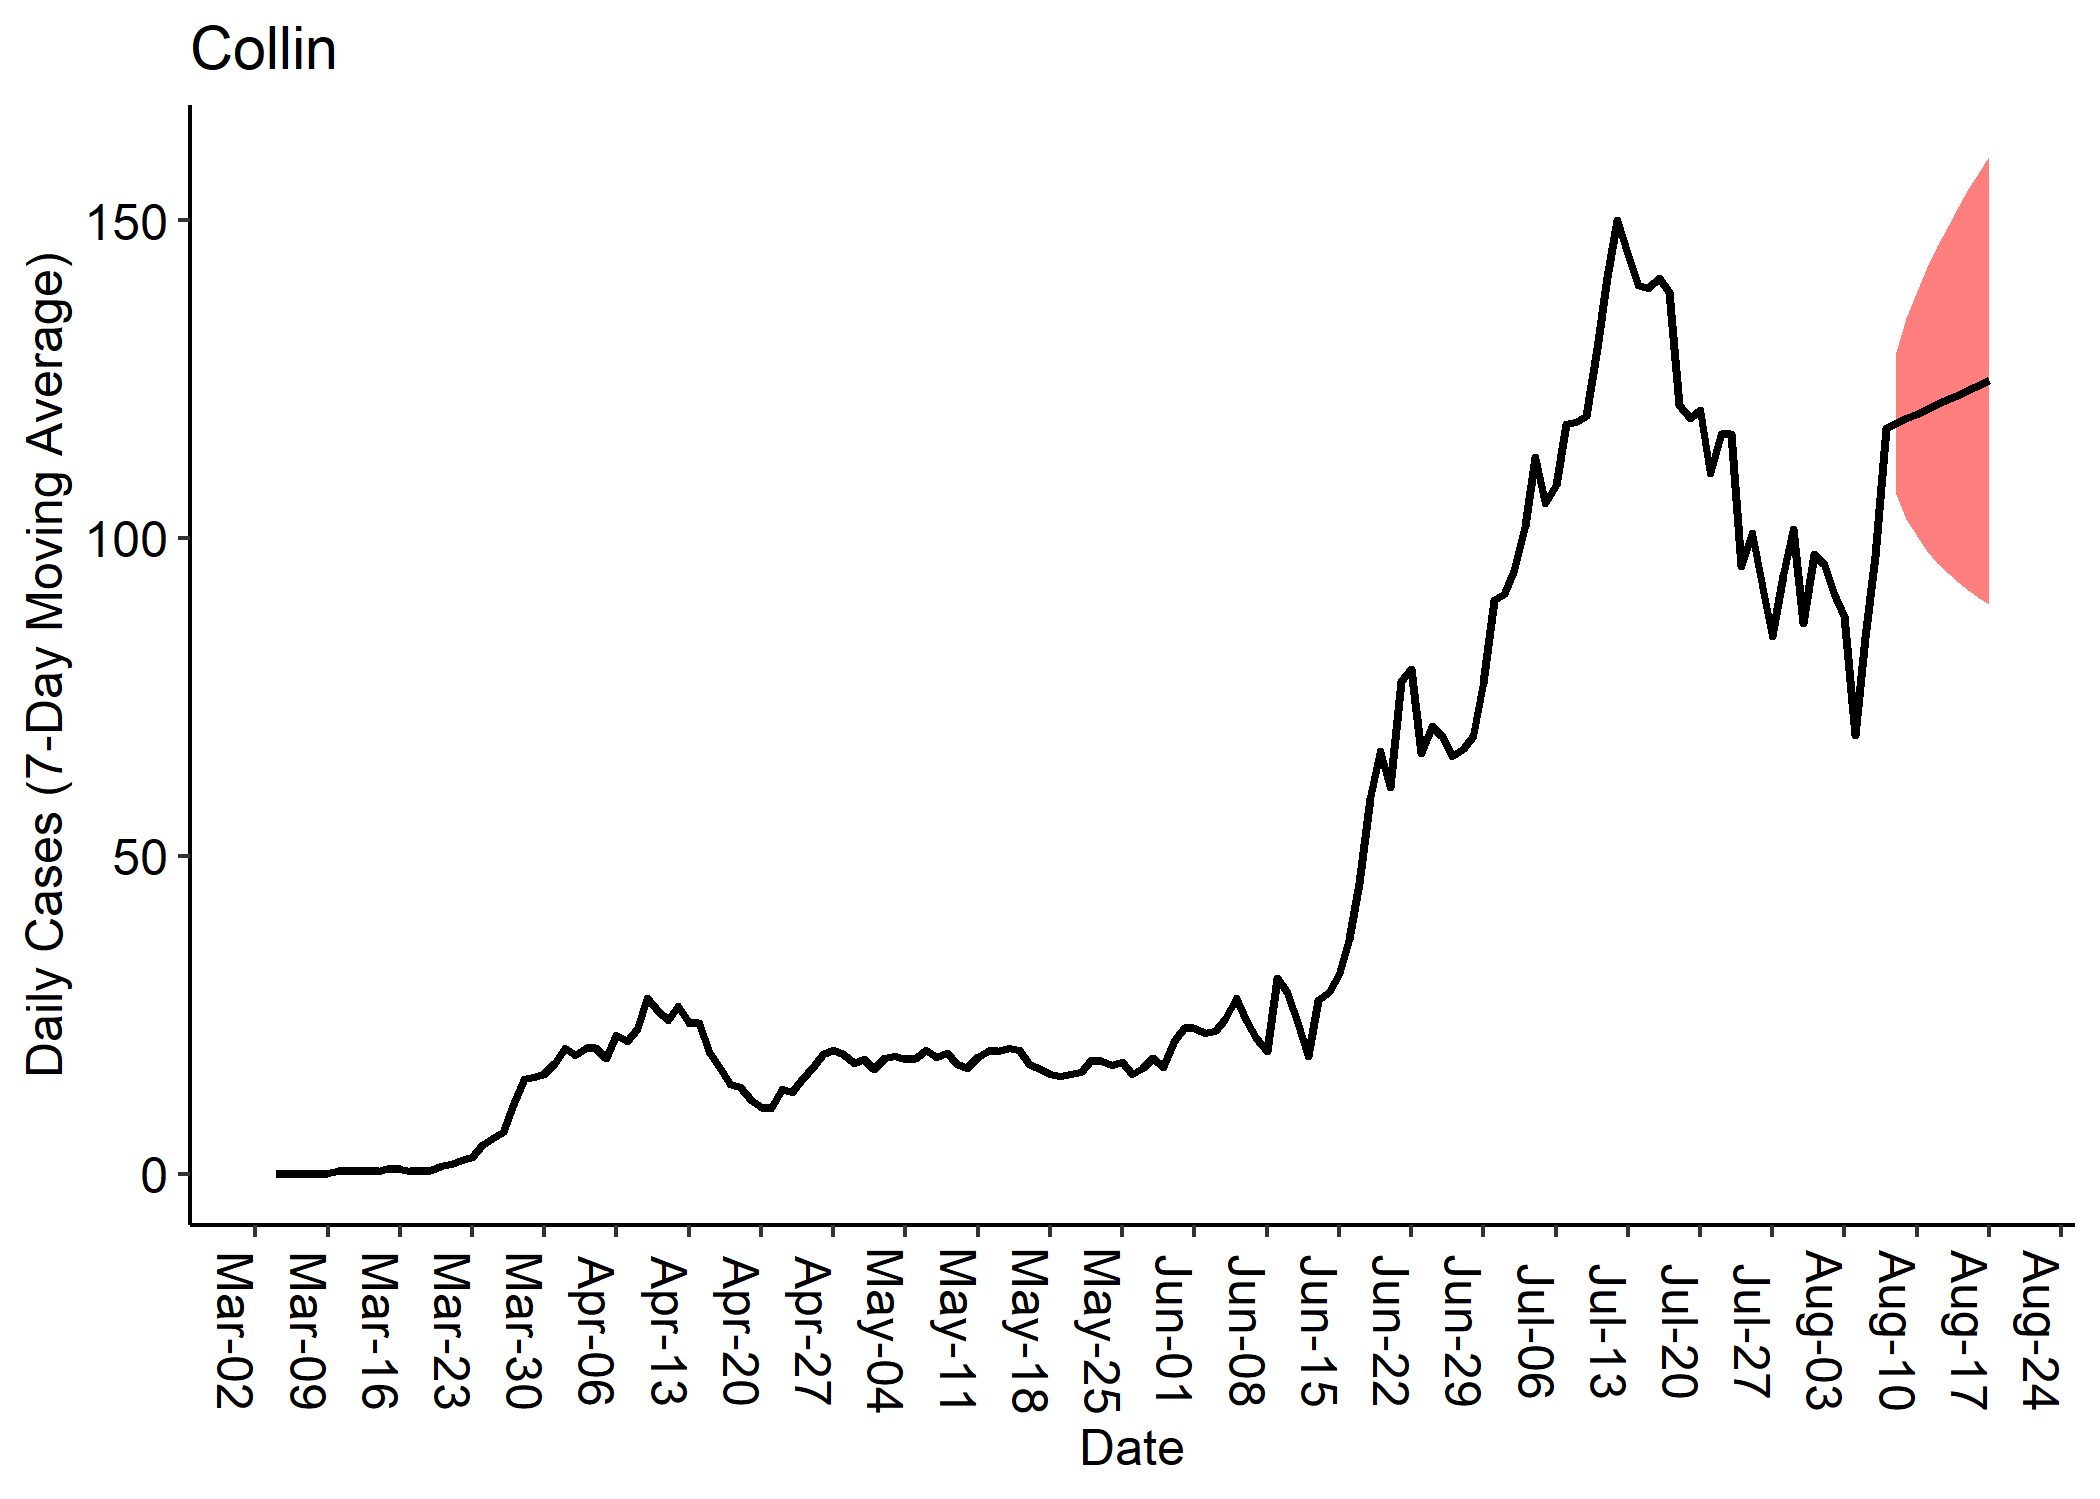 Collin
Daily Cases (7-Day Moving Average)
150
100
50
0
Mar-02
Mar-09
Mar-16
Mar-23
Mar-30
Apr-06
Apr-13
Apr-20
Apr-27
May-04
May-11
May-18
May-25
Jun-01
Jun-08
Jun-15
Jun-22
Jun-29
Jul-06
Jul-13
Jul-20
Jul-27
Aug-03
Aug-10
Aug-17
Aug-24
Date